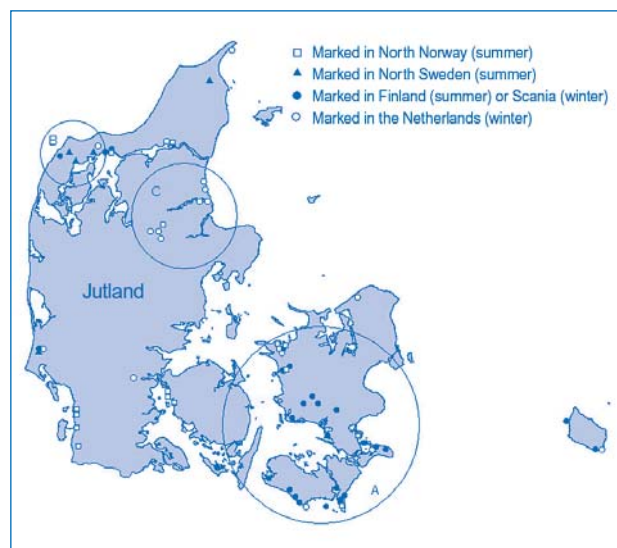 Marked in North Norway (summer)
Marked in North Sweden (summer)
Marked in Finland (summer) or Scania (winter)
Marked in the Netherlands (winter)
B
C
Jutland
A